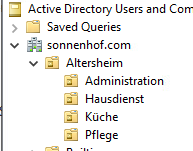 Active Directory Users and Com
Saved Queries
sonnenhof.com
Altersheim
Administration
Hausdienst
Küche
Pflege